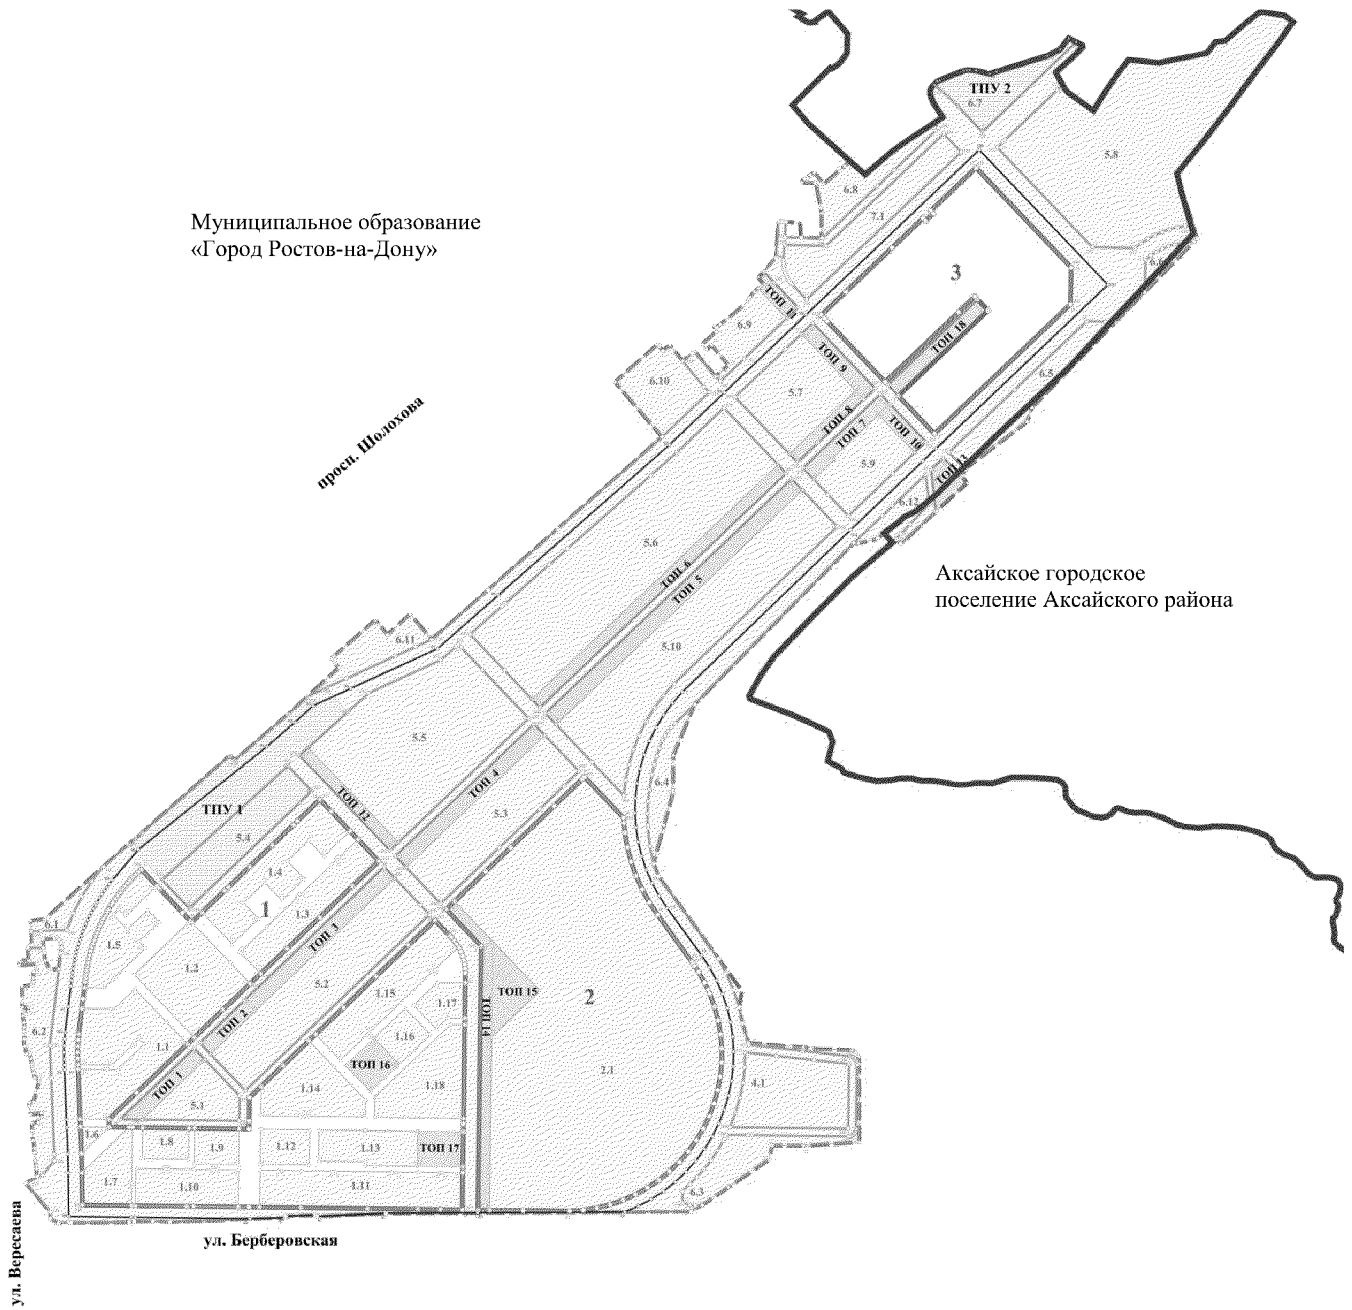 ТПУ 2
6.7
5.8
6.8
7.1
Муниципальное образование
«Город Ростов-на-Дону»
3
ТОП 11
6.9
ТОП 18
ТОП 9
6.5
6.10
5.7
просп. Шолохова
ТОП 8
ТОП 7
ТОП 10
5.9
ТОП 13
6.12
5.6
ТОП 6
ТОП 5
Аксайское городское
поселение Аксайского района
6.11
5.10
5.5
6.4
ТОП 4
ТПУ 1
ТОП 12
5.3
5.4
1.4
1
1.3
6.1
1.5
ТОП 3
1.2
5.2
1.15
ТОП 15
2
1.17
ТОП 14
ТОП 2
6.2
1.16
1.1
ТОП 16
2.1
ТОП 1
1.14
1.18
4.1
5.1
1.6
1.8
1.9
1.12
1.13
ТОП 17
1.7
1.10
1.11
6.3
ул. Берберовская
ул. Вересаева